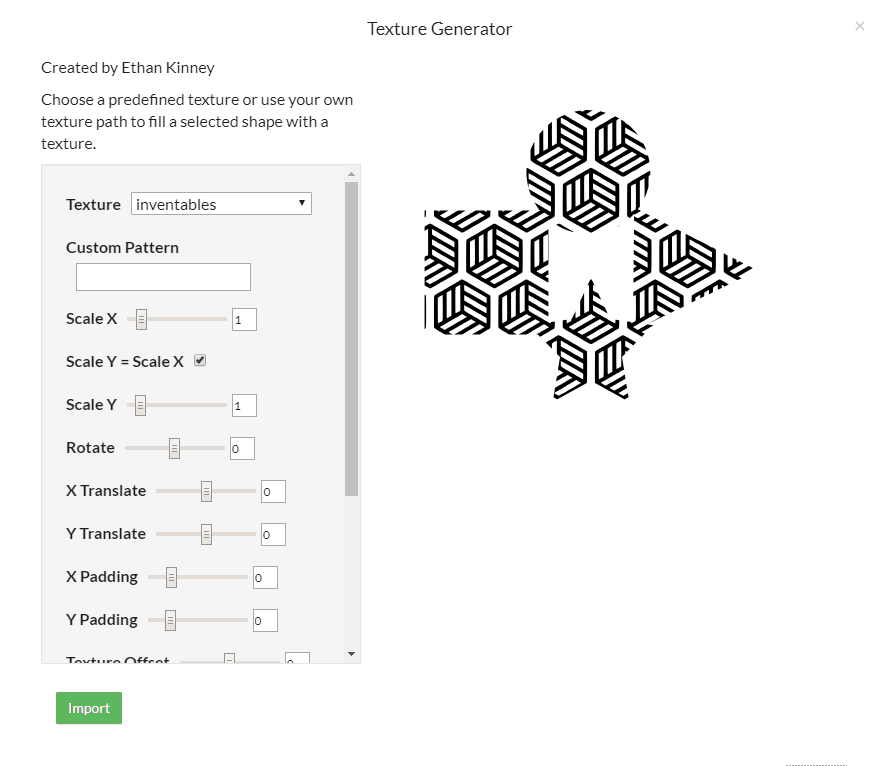 Texture Generator
×
Created by Ethan Kinney
Choose a predefined texture or use your own
texture path to fill a selected shape with a
texture.
Texture inventables
Custom Pattern
Scale X 1
Scale Y = Scale X
Scale Y 1
Rotate 0
X Translate 0
Y Translate 0
X Padding 0
Y Padding 0
Texture Offset 0
Import